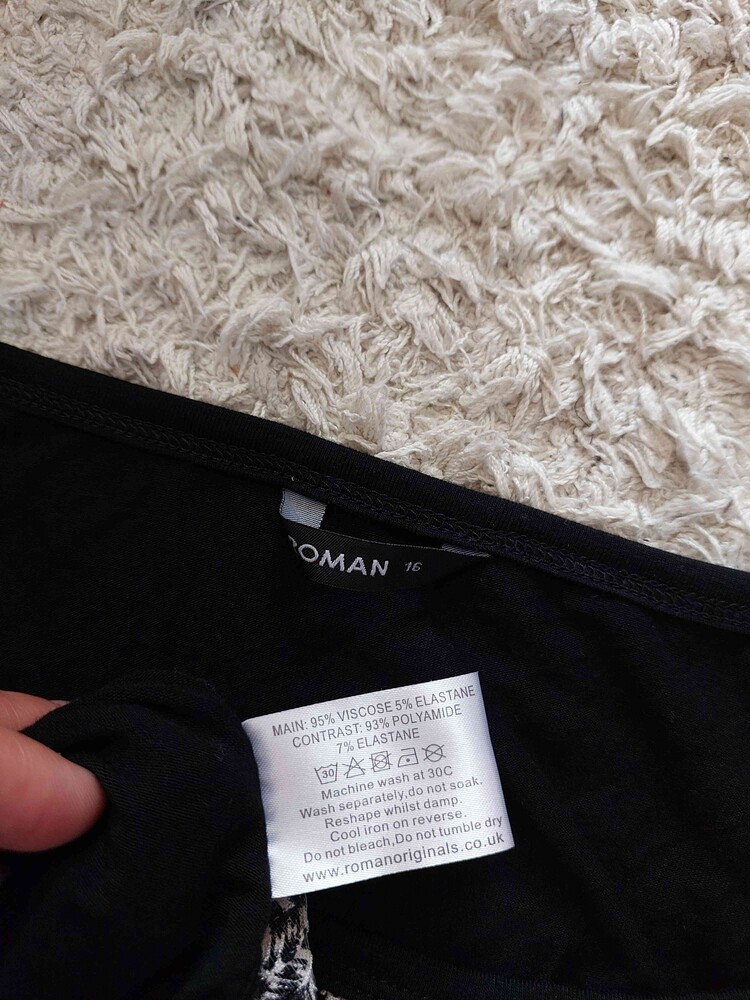 ROMAN 16
MAIN: 95% VISCOSE 5% ELASTANE
CONTRAST: 93% POLYAMIDE
7% ELASTANE
30
Machine wash at 30C
Wash separately,do not soak.
Reshape whilst damp.
Cool iron on reverse.
Do not bleach,Do not tumble dry
www.romanoriginals.co.uk